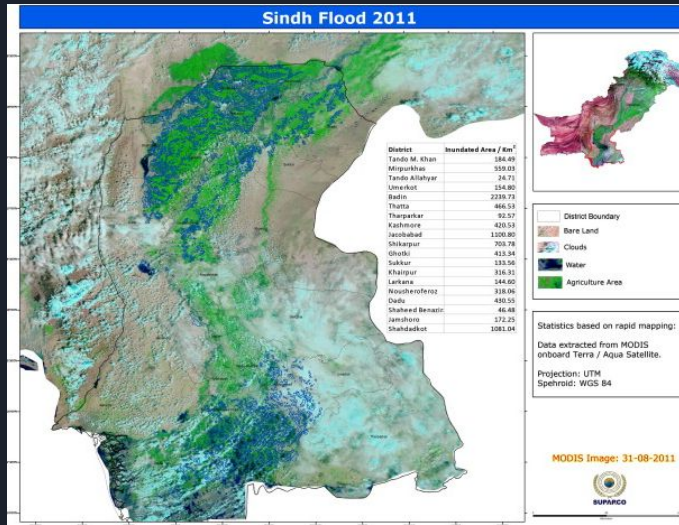 Sindh Flood 2011
District Inundated Area / Km²
Tando M. Khan 184.49
Mirpurkhas 559.03
Tando Allahyar 24.71
Umerkot 154.80
Badin 2239.73
Thatta 466.53
Tharparkar 92.57
Kashmore 420.53
Jacobabad 1100.80
Shikarpur 703.78
Ghotki 413.34
Sukkur 133.56
Khairpur 316.31
Larkana 144.60
Nousheroferoz 318.06
Dadu 430.55
Shaheed Benazir 46.48
Jamshoro 172.25
Shahdadkot 1081.04
District Boundary
Bare Land
Clouds
Water
Agriculture Area
Statistics based on rapid mapping:
Data extracted from MODIS
onboard Terra / Aqua Satellite.
Projection: UTM
Spehroid: WGS 84
MODIS Image: 31-08-2011
SUPARCO